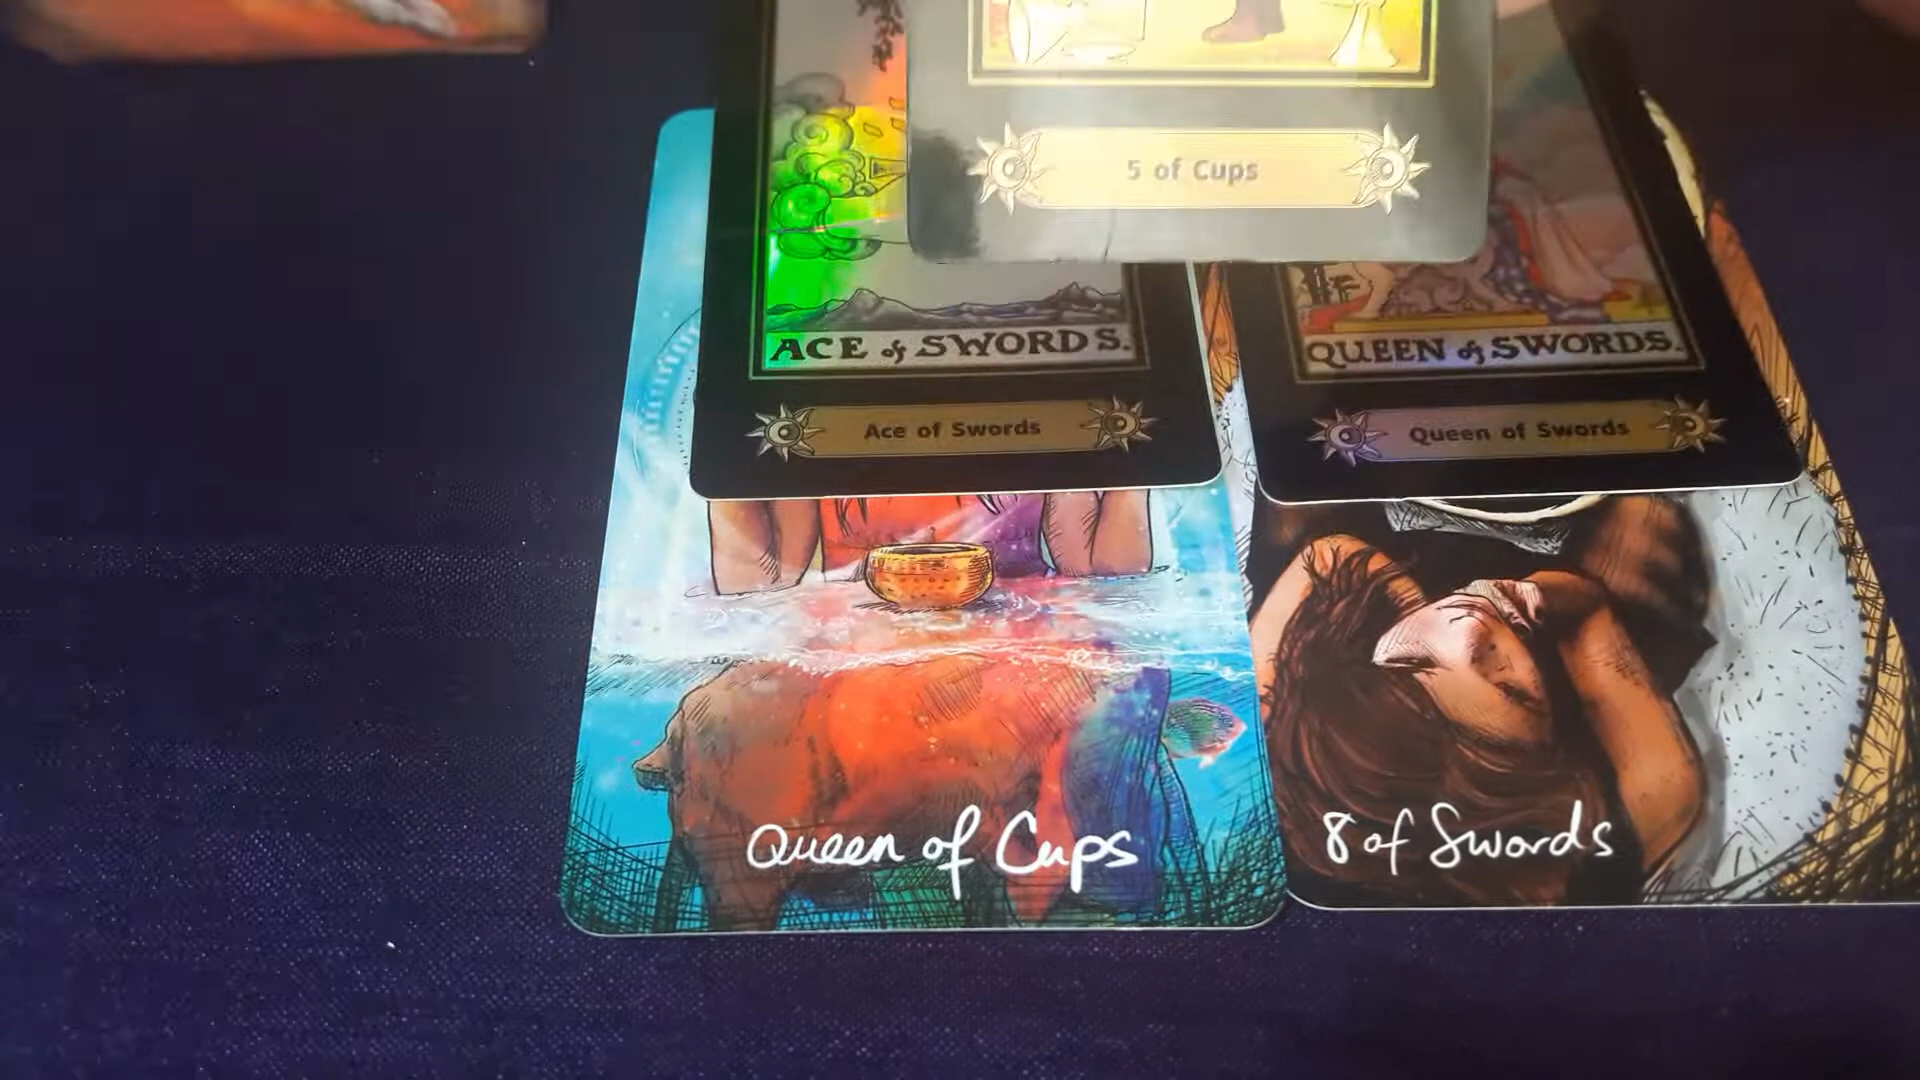 5 of Cups
ACE of SWORDS.
QUEEN of SWORDS.
Ace of Swords
Queen of Swords
Queen of Cups
8 of Swords